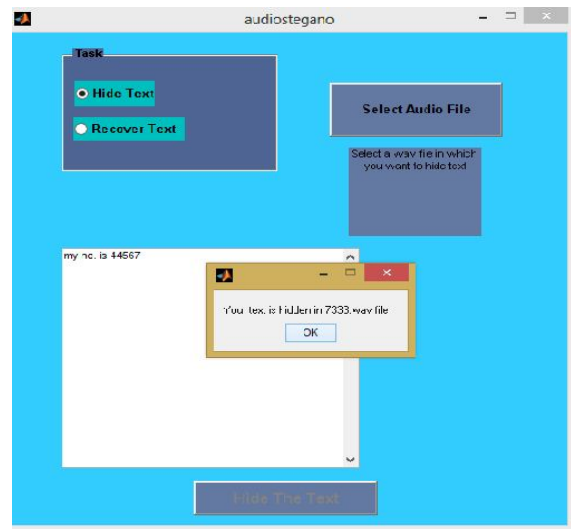 audiostegano
Task
Hide Text
Recover Text
Select Audio File
Select a wav file in which
you want to hide text
my no. is 44567
Your text is hidden in 7333.wav file
OK
Hide The Text